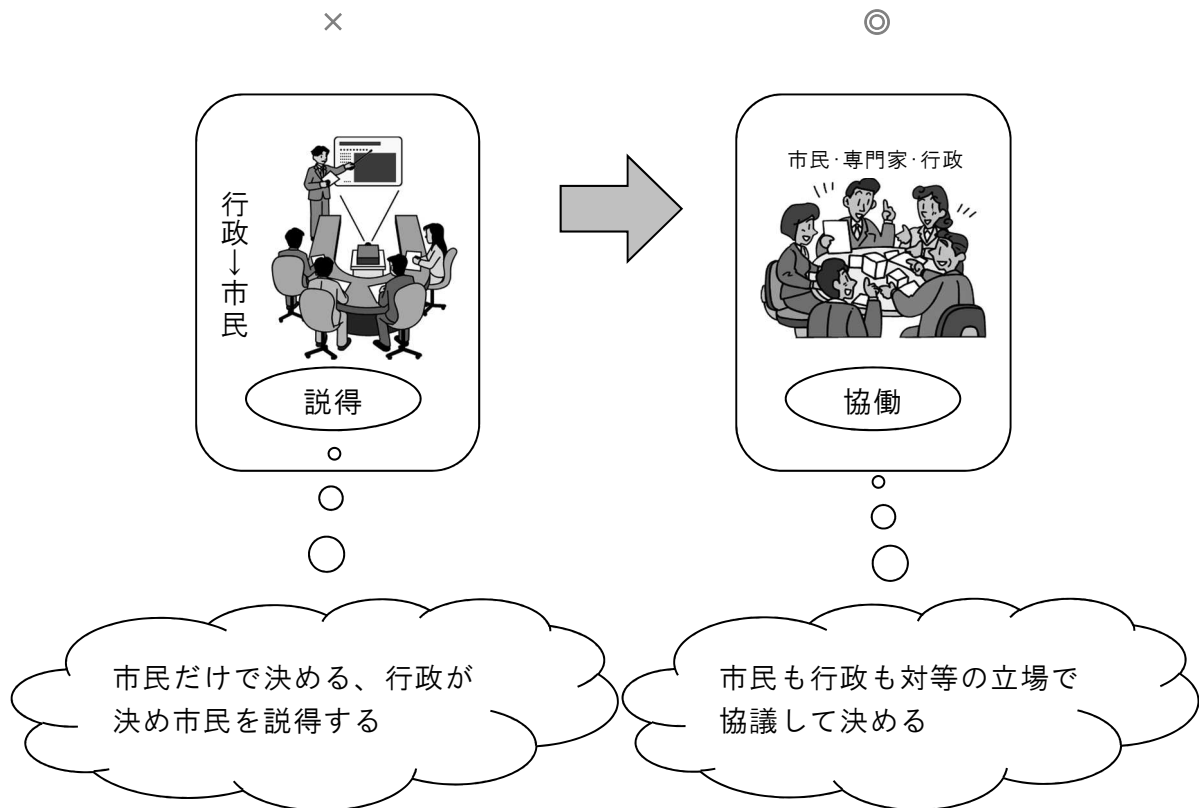 ×
◎
行政→市民
説得
市民･専門家･行政
協働
市民だけで決める、行政が
決め市民を説得する
市民も行政も対等の立場で
協議して決める